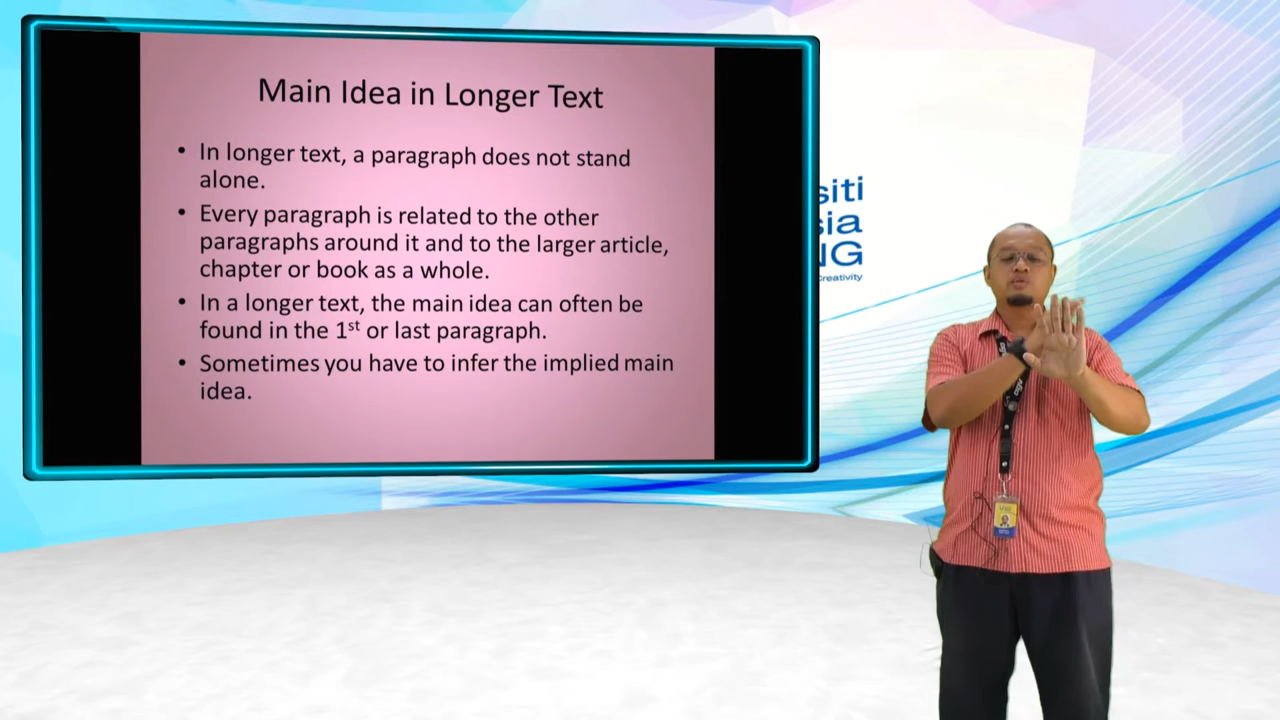 Main Idea in Longer Text
• In longer text, a paragraph does not stand
alone.
• Every paragraph is related to the other
paragraphs around it and to the larger article,
chapter or book as a whole.
• In a longer text, the main idea can often be
found in the 1st or last paragraph.
• Sometimes you have to infer the implied main
idea.
siti
sia
NG
Creativity